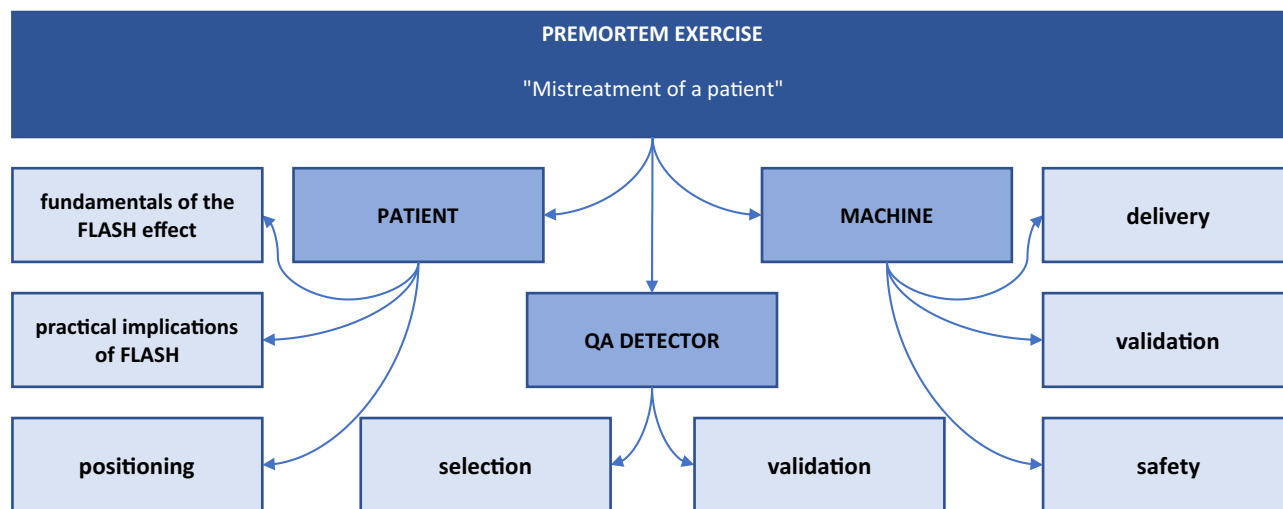 PREMORTEM EXERCISE
"Mistreatment of a patient"
fundamentals of the
FLASH effect
PATIENT
MACHINE
delivery
practical implications
of FLASH
QA DETECTOR
validation
positioning
selection
validation
safety